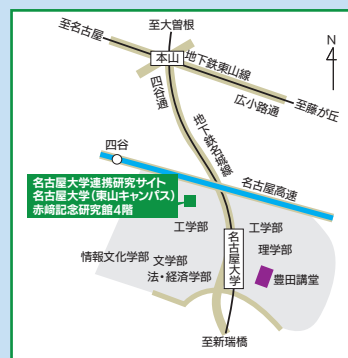 至大曽根
至名古屋
N
本山
地下鉄東山線
四谷通
広小路通
至藤が丘
地下鉄名城線
四谷
名古屋高速
名古屋大学連携研究サイト
名古屋大学(東山キャンパス)
赤﨑記念研究館4階
工学部
工学部
名古屋大学
理学部
情報文化学部
文学部
法・経済学部
豊田講堂
至新瑞橋